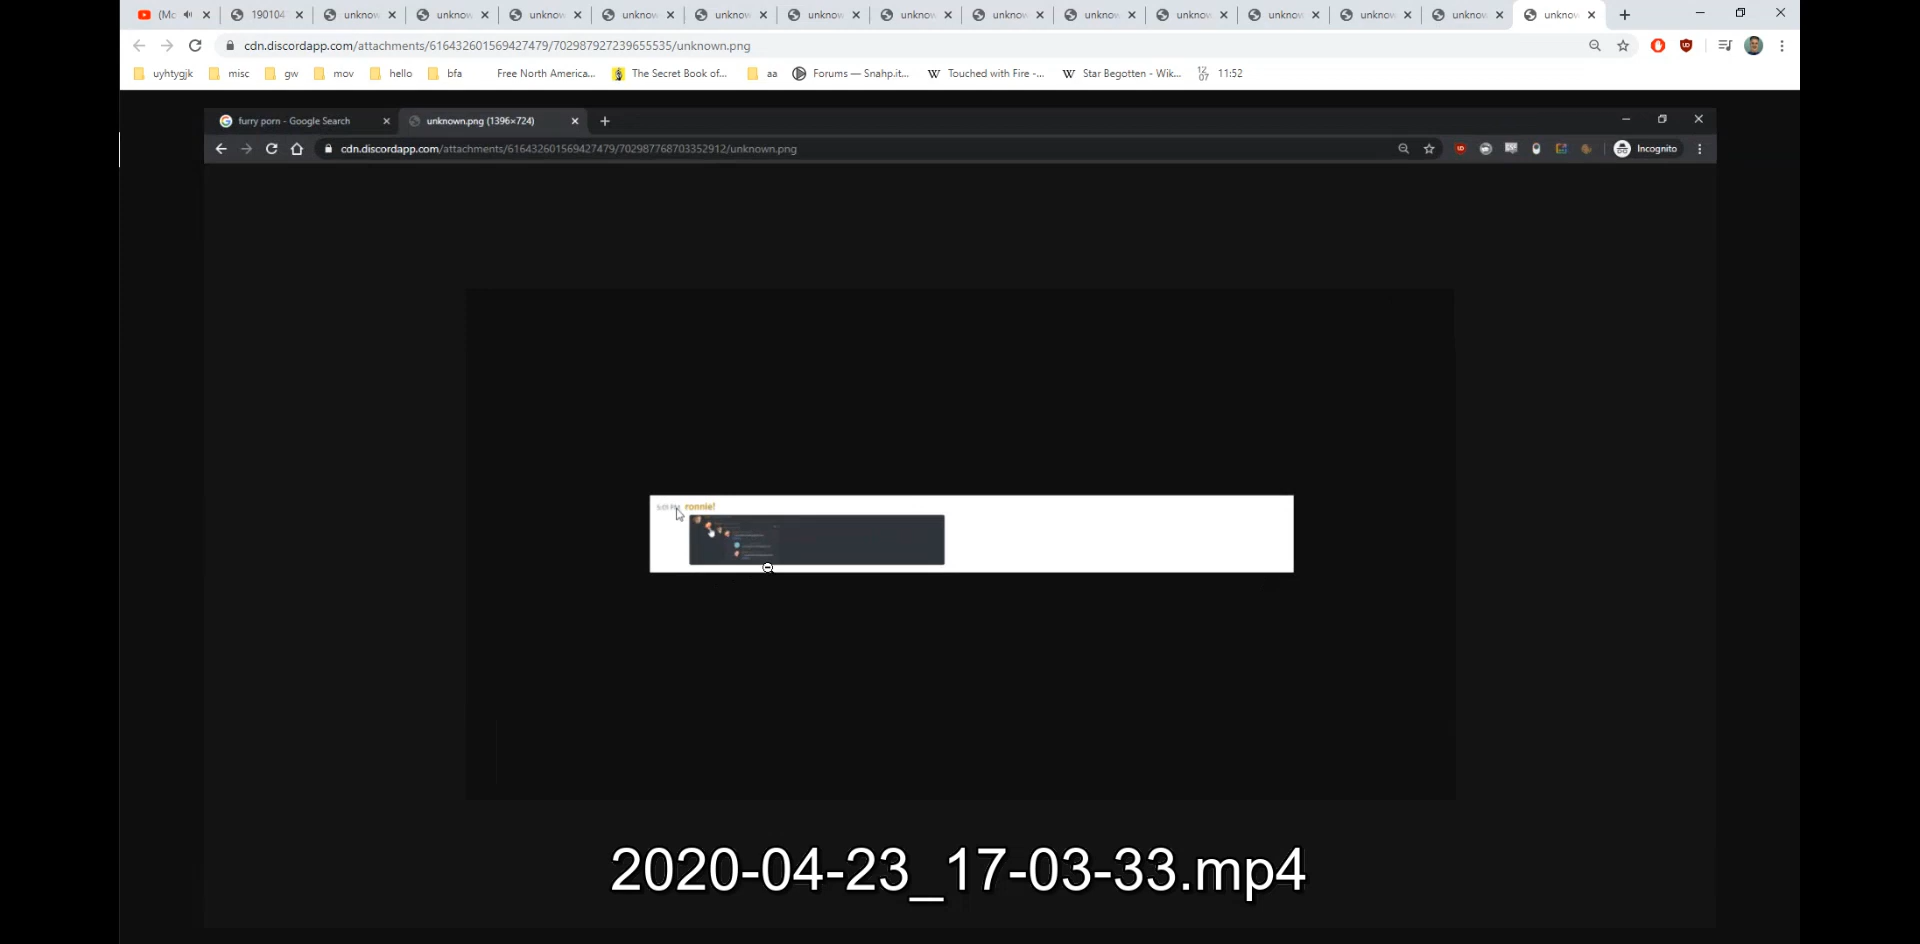 (Mc
190104
unknow
unknow
unknow
unknow
unknow
unknow
unknow
unknow
unknow
unknow
unknow
unknow
unknow
unknow
cdn.discordapp.com/attachments/616432601569427479/702987927239655535/unknown.png
uyhtygjk misc gw mov hello bfa Free North America... The Secret Book of... aa Forums — Snahp.it... W Touched with Fire -... W Star Begotten - Wik... 12 07 11:52
furry porn - Google Search
unknown.png (1396×724)
cdn.discordapp.com/attachments/616432601569427479/702987768703352912/unknown.png
Incognito
ronnie!
2020-04-23_17-03-33.mp4